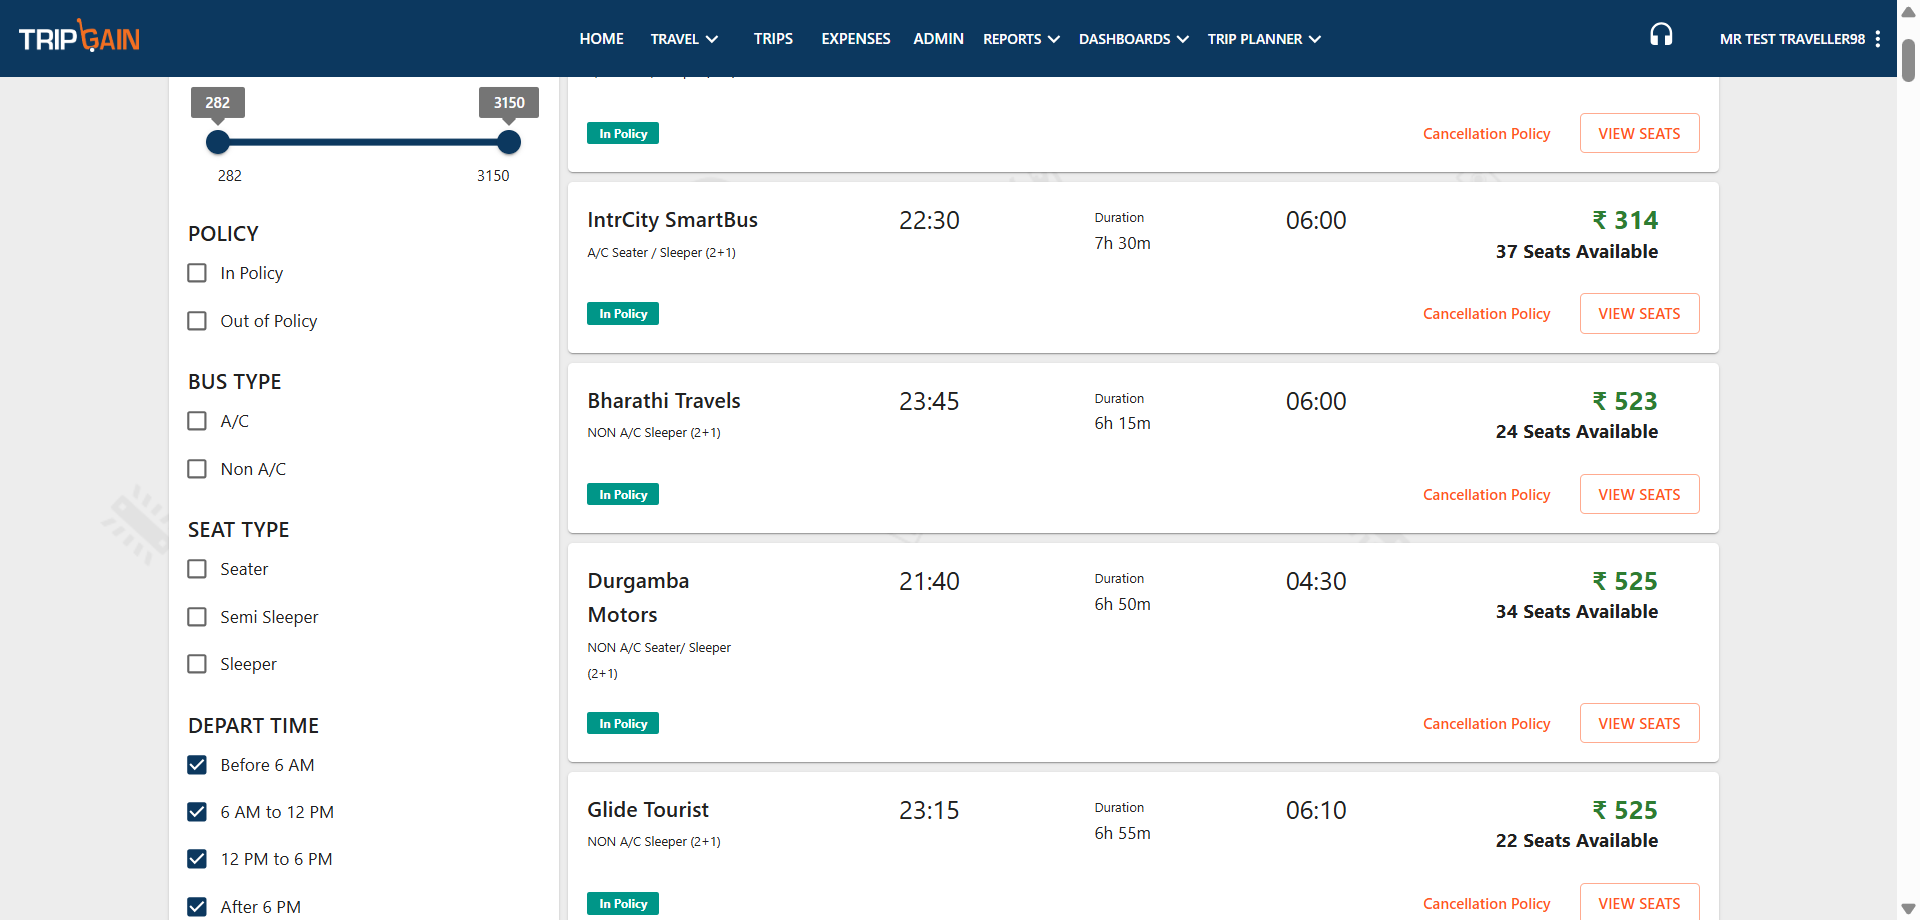 TRIPGAIN
HOME TRAVEL TRIPS EXPENSES ADMIN REPORTS DASHBOARDS TRIP PLANNER
MR TEST TRAVELLER98
282 3150
282 3150
POLICY
In Policy
Out of Policy
BUS TYPE
A/C
Non A/C
SEAT TYPE
Seater
Semi Sleeper
Sleeper
DEPART TIME
Before 6 AM
6 AM to 12 PM
12 PM to 6 PM
After 6 PM
In Policy Cancellation Policy VIEW SEATS
IntrCity SmartBus 22:30 Duration 06:00 ₹ 314
A/C Seater / Sleeper (2+1) 7h 30m 37 Seats Available
In Policy Cancellation Policy VIEW SEATS
Bharathi Travels 23:45 Duration 06:00 ₹ 523
NON A/C Sleeper (2+1) 6h 15m 24 Seats Available
In Policy Cancellation Policy VIEW SEATS
Durgamba 21:40 Duration 04:30 ₹ 525
Motors 6h 50m 34 Seats Available
NON A/C Seater/ Sleeper
(2+1)
In Policy Cancellation Policy VIEW SEATS
Glide Tourist 23:15 Duration 06:10 ₹ 525
NON A/C Sleeper (2+1) 6h 55m 22 Seats Available
In Policy Cancellation Policy VIEW SEATS